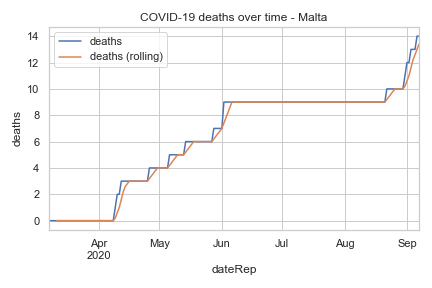 COVID-19 deaths over time - Malta
deaths
deaths (rolling)
14
12
10
8
6
4
2
0
deaths
Apr
2020
May
Jun
Jul
Aug
Sep
dateRep